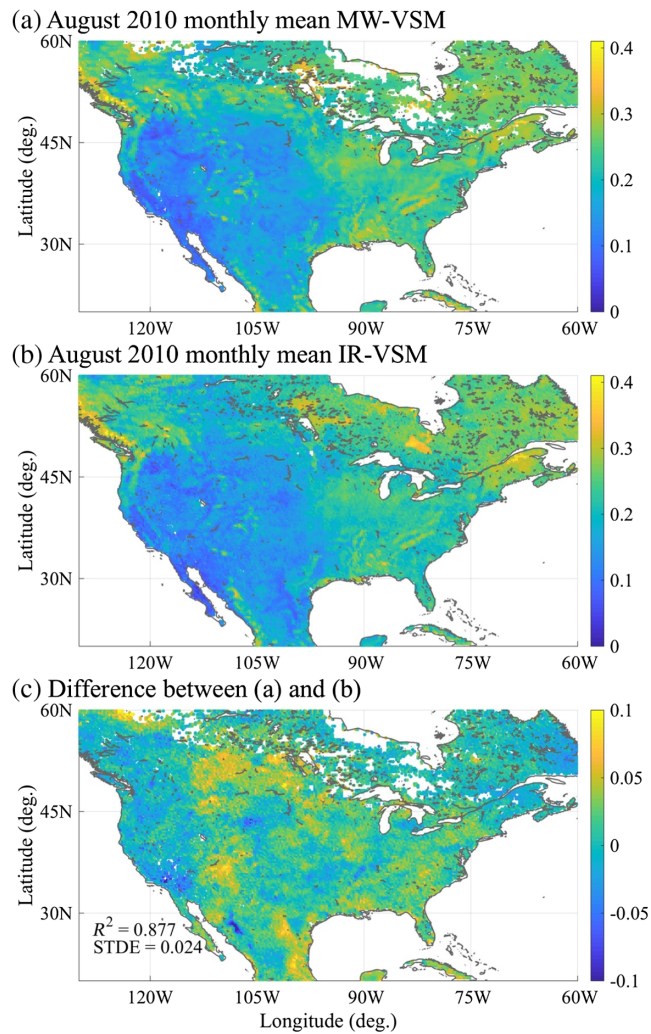 (a) August 2010 monthly mean MW-VSM
60N
45N
30N
Latitude (deg.)
120W 105W 90W 75W 60W
0.4
0.3
0.2
0.1
0
(b) August 2010 monthly mean IR-VSM
60N
45N
30N
Latitude (deg.)
120W 105W 90W 75W 60W
0.4
0.3
0.2
0.1
0
(c) Difference between (a) and (b)
60N
45N
30N
Latitude (deg.)
R² = 0.877
STDE = 0.024
120W 105W 90W 75W 60W
Longitude (deg.)
0.1
0.05
0
-0.05
-0.1